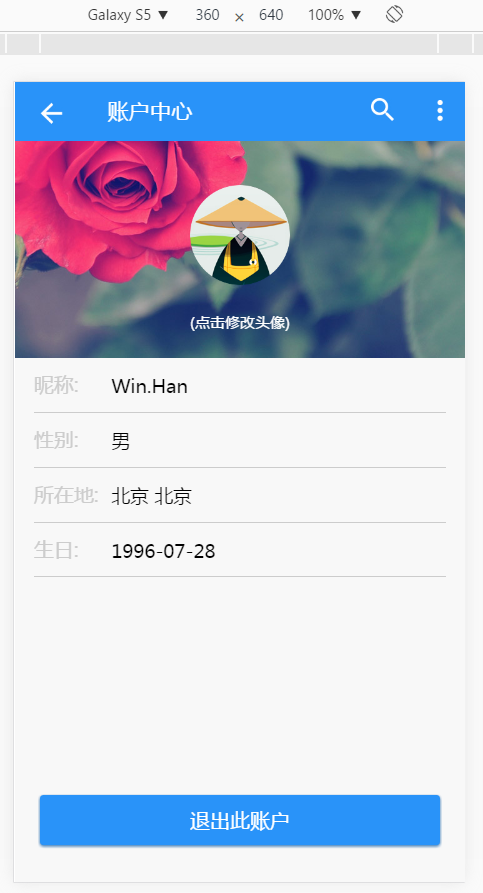 Galaxy S5 ▼ 360 × 640 100% ▼
账户中心
(点击修改头像)
昵称: Win.Han
性别: 男
所在地: 北京 北京
生日: 1996-07-28
退出此账户